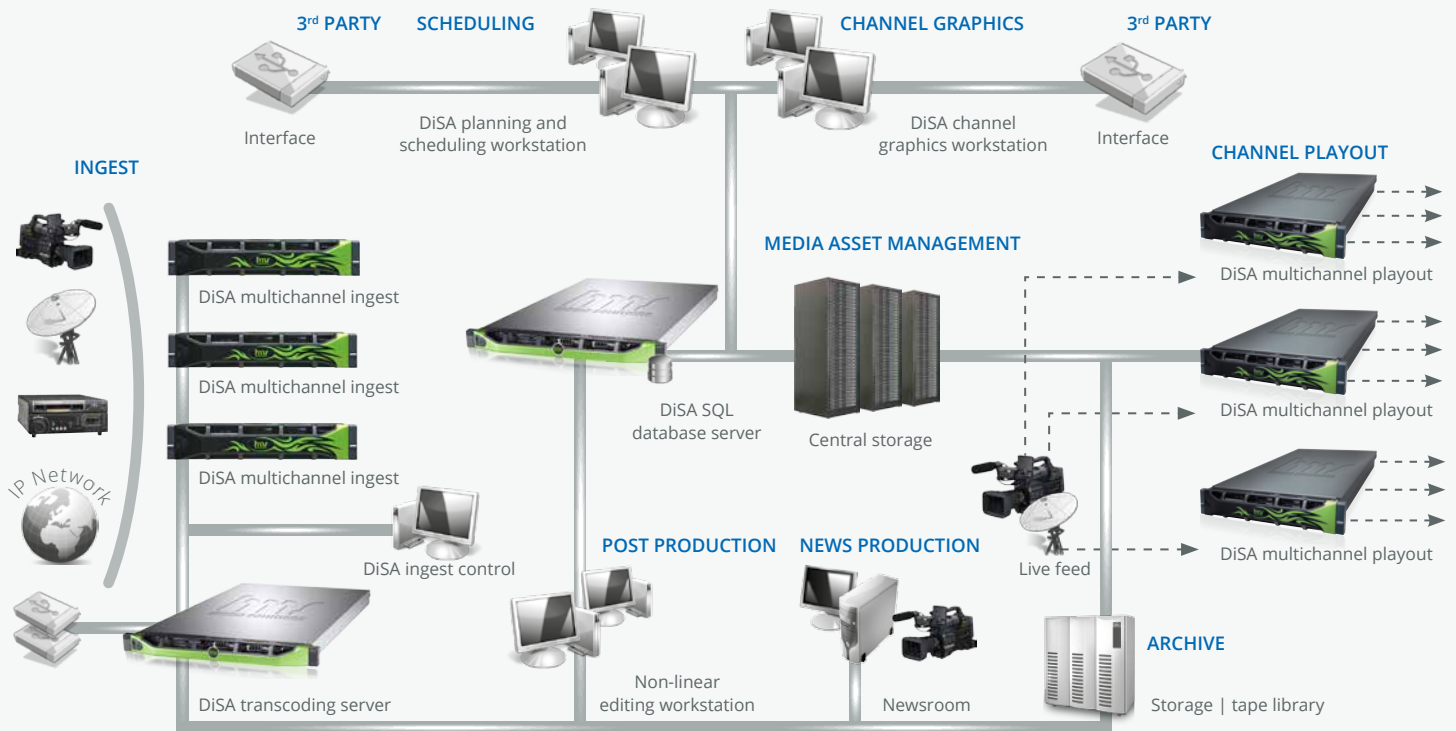 3rd PARTY
SCHEDULING
CHANNEL GRAPHICS
3rd PARTY
Interface
DiSA planning and
scheduling workstation
DiSA channel
graphics workstation
Interface
INGEST
CHANNEL PLAYOUT
DiSA multichannel ingest
DiSA multichannel ingest
DiSA multichannel ingest
IP Network
MEDIA ASSET MANAGEMENT
DiSA multichannel playout
DiSA multichannel playout
DiSA multichannel playout
DiSA SQL
database server
Central storage
DiSA ingest control
POST PRODUCTION
NEWS PRODUCTION
Live feed
ARCHIVE
DiSA transcoding server
Non-linear
editing workstation
Newsroom
Storage | tape library